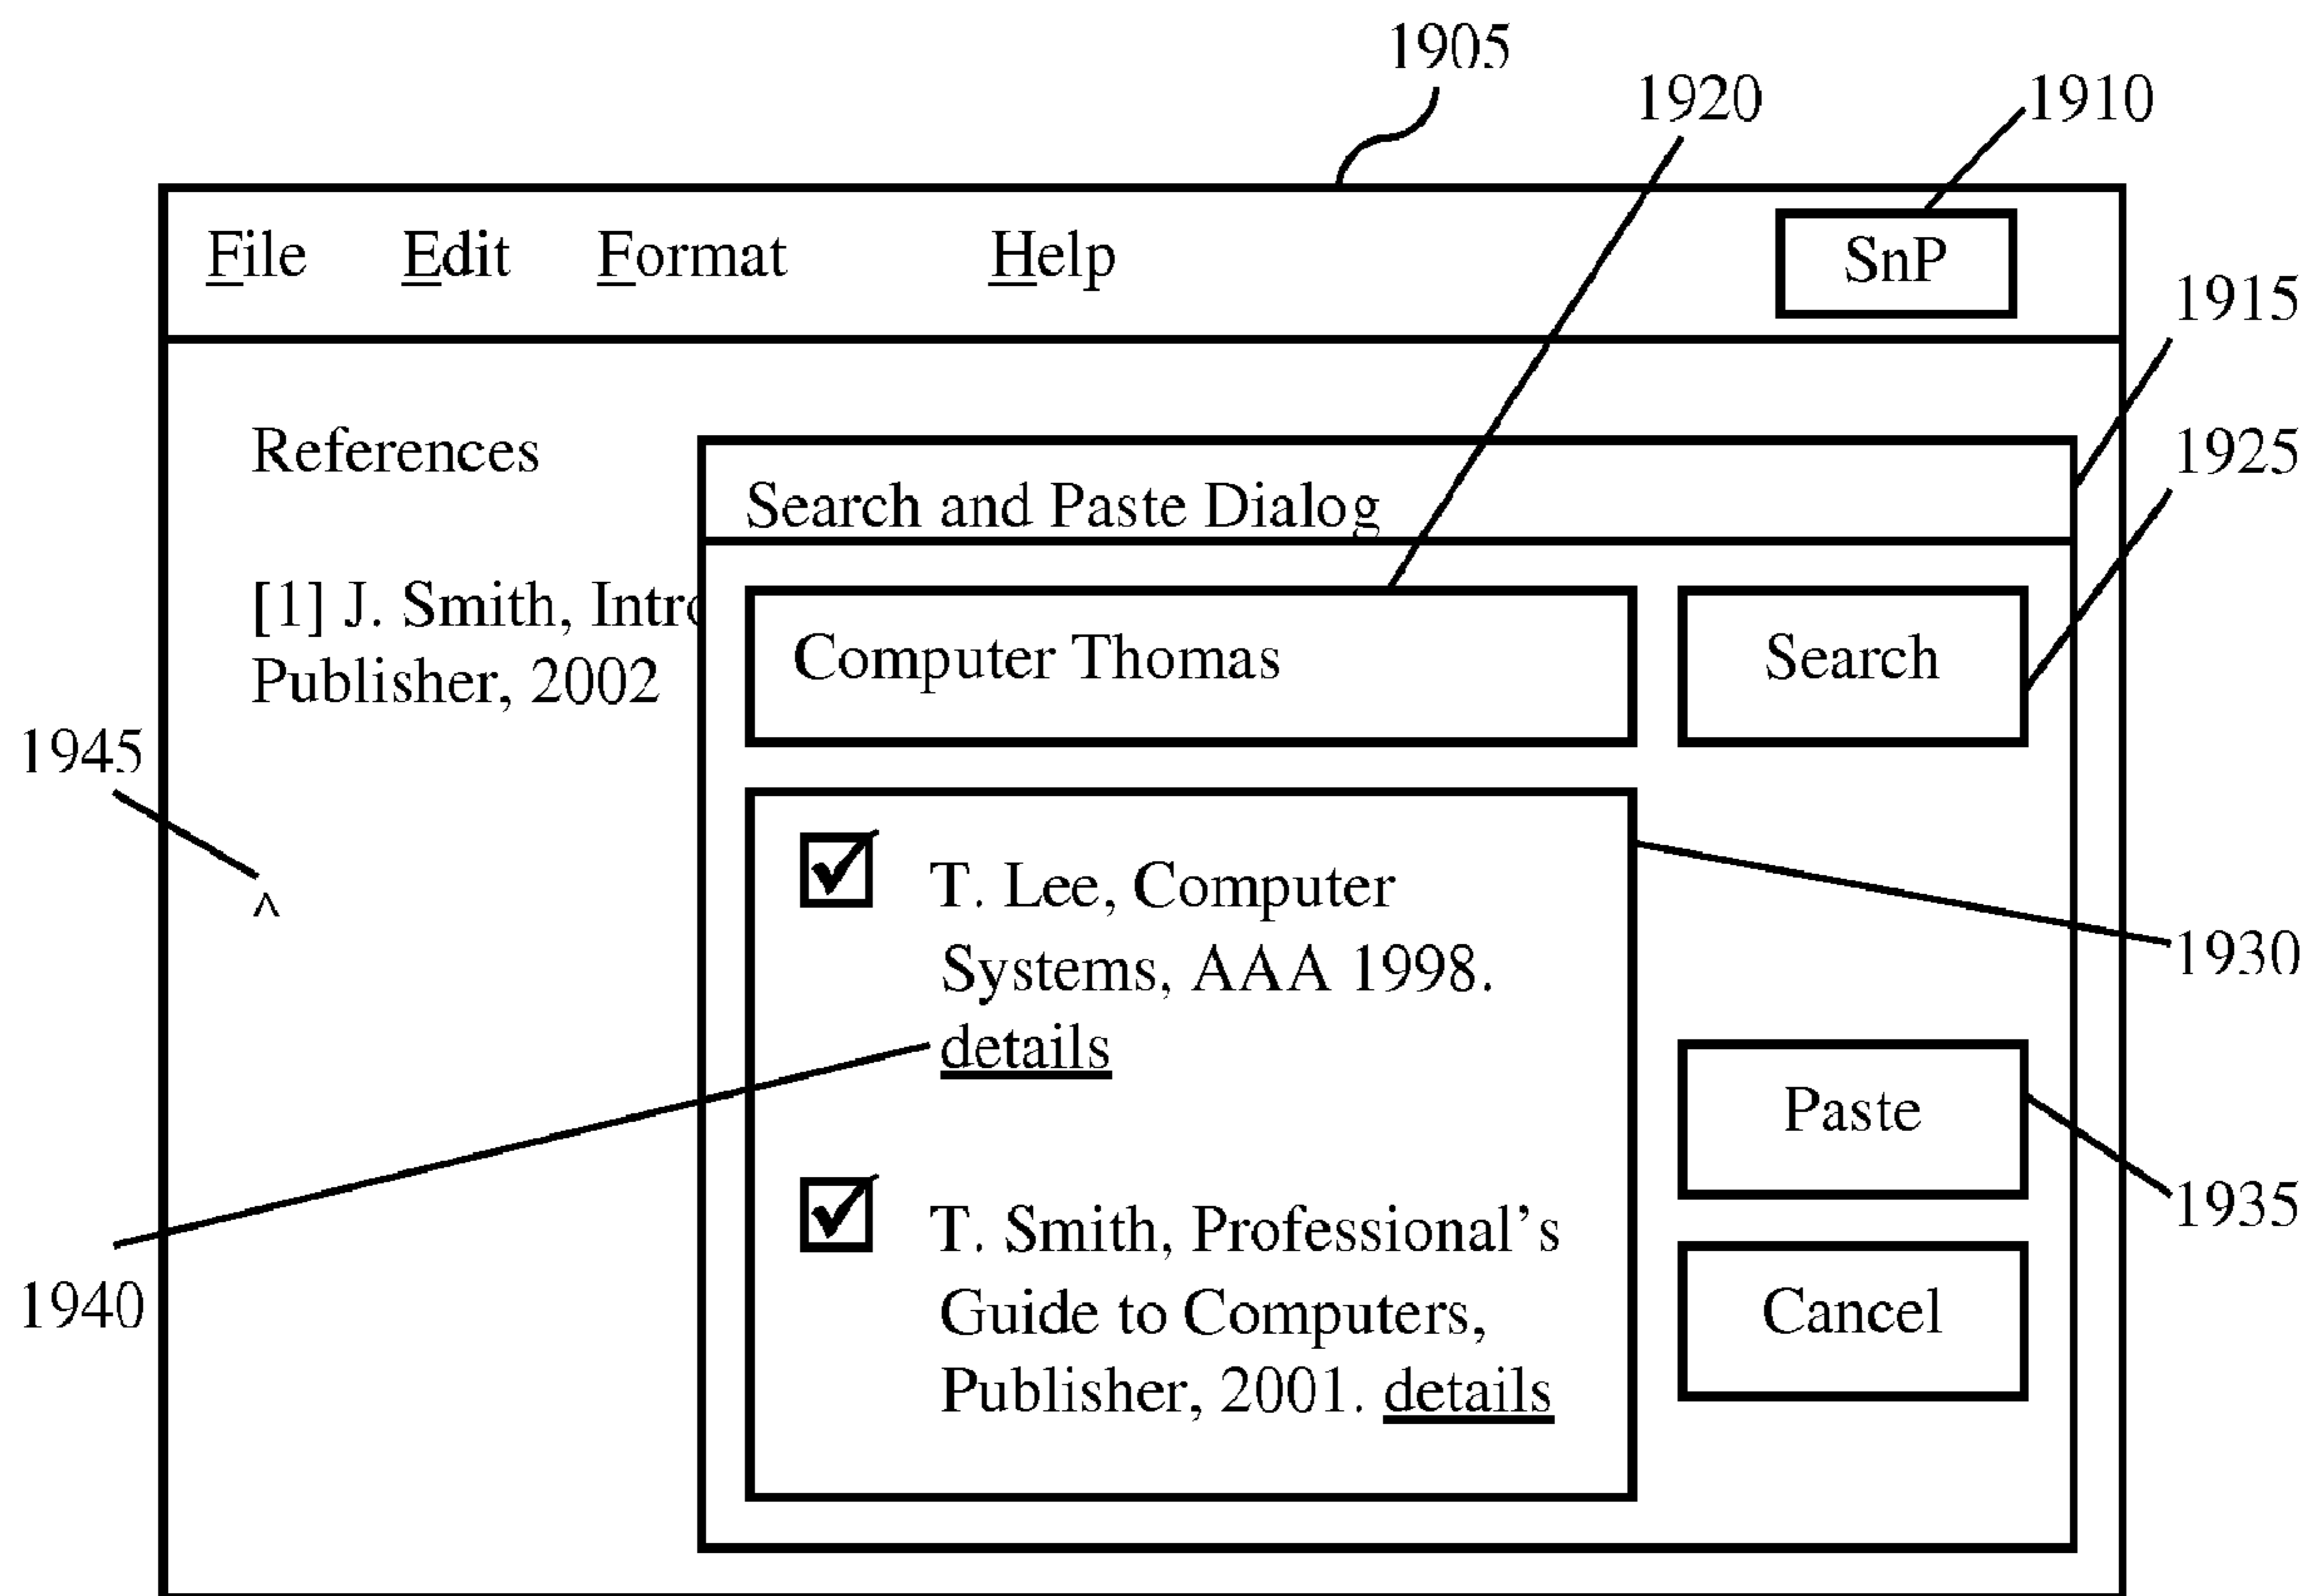 1905
1920
1910
File Edit Format Help
SnP
1915
References
1925
Search and Paste Dialog
[1] J. Smith, Intro
Publisher, 2002
Computer Thomas
Search
1945
^
T. Lee, Computer
Systems, AAA 1998.
details
1930
Paste
T. Smith, Professional's
Guide to Computers,
Publisher, 2001. details
1935
Cancel
1940